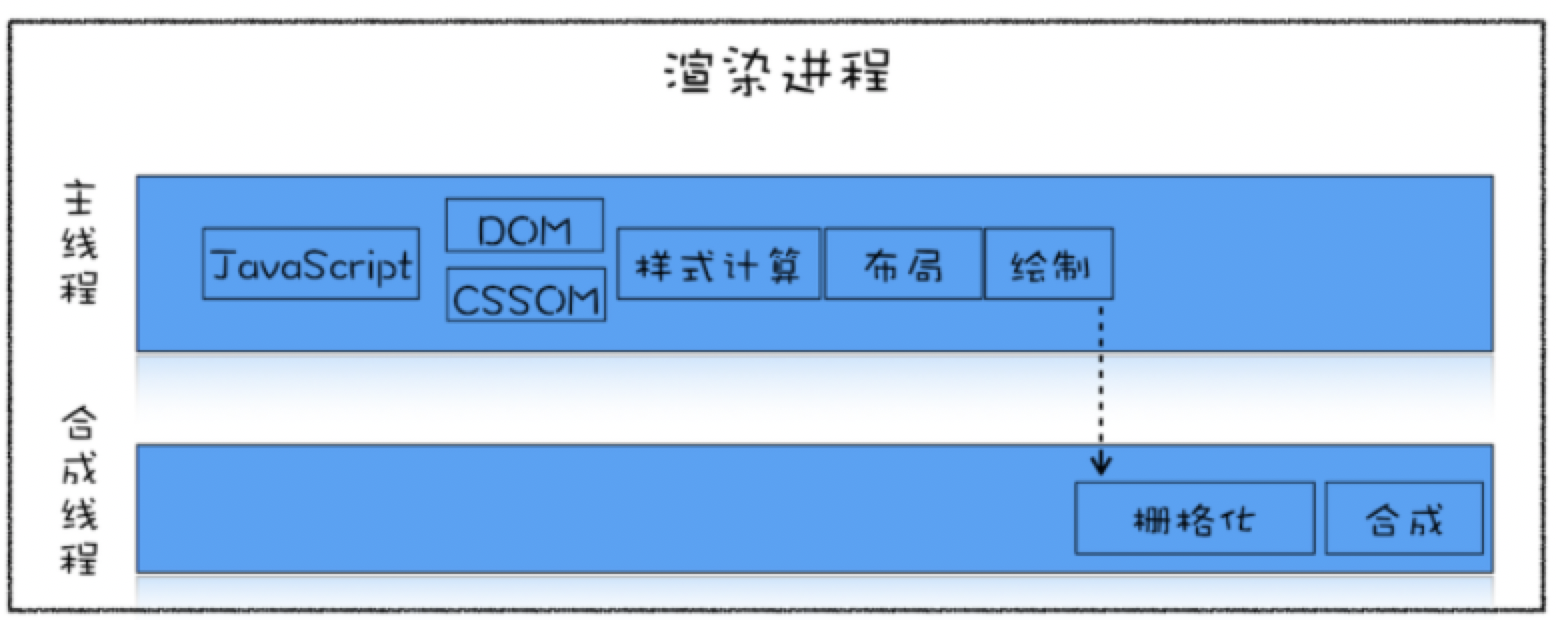 渲染进程
主线程
JavaScript
DOM
CSSOM
样式计算
布局
绘制
合成线程
栅格化
合成